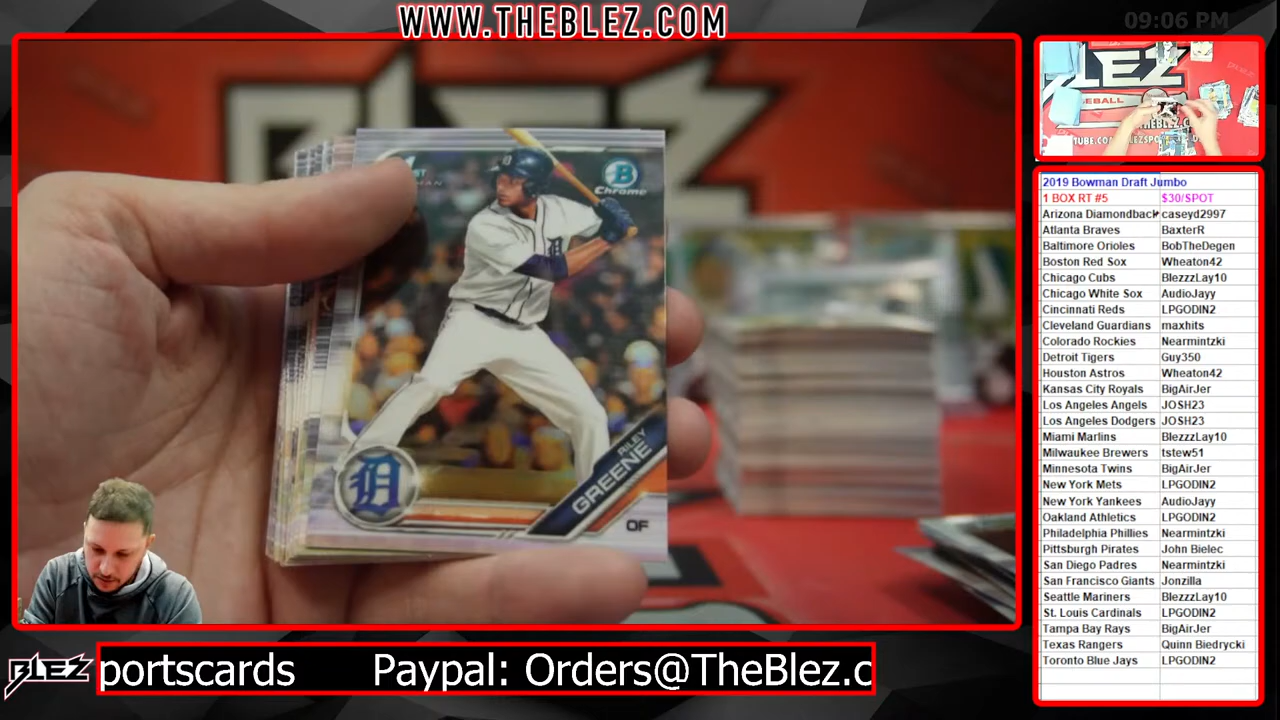 WWW.THEBLEZ.COM
09:06 PM
BLEZ
B
Chrome
D
RILEY
GREENE
OF
LEZ
BASEBALL
THEBLEZ.C
2019 Bowman Draft Jumbo
1 BOX RT #5 $30/SPOT
Arizona Diamondback caseyd2997
Atlanta Braves BaxterR
Baltimore Orioles BobTheDegen
Boston Red Sox Wheaton42
Chicago Cubs BlezzzLay10
Chicago White Sox AudioJayy
Cincinnati Reds LPGODIN2
Cleveland Guardians maxhits
Colorado Rockies Nearmintzki
Detroit Tigers Guy350
Houston Astros Wheaton42
Kansas City Royals BigAirJer
Los Angeles Angels JOSH23
Los Angeles Dodgers JOSH23
Miami Marlins BlezzzLay10
Milwaukee Brewers tstew51
Minnesota Twins BigAirJer
New York Mets LPGODIN2
New York Yankees AudioJayy
Oakland Athletics LPGODIN2
Philadelphia Phillies Nearmintzki
Pittsburgh Pirates John Bielec
San Diego Padres Nearmintzki
San Francisco Giants Jonzilla
Seattle Mariners BlezzzLay10
St. Louis Cardinals LPGODIN2
Tampa Bay Rays BigAirJer
Texas Rangers Quinn Biedrycki
Toronto Blue Jays LPGODIN2
BLEZ portscards Paypal: Orders@TheBlez.c